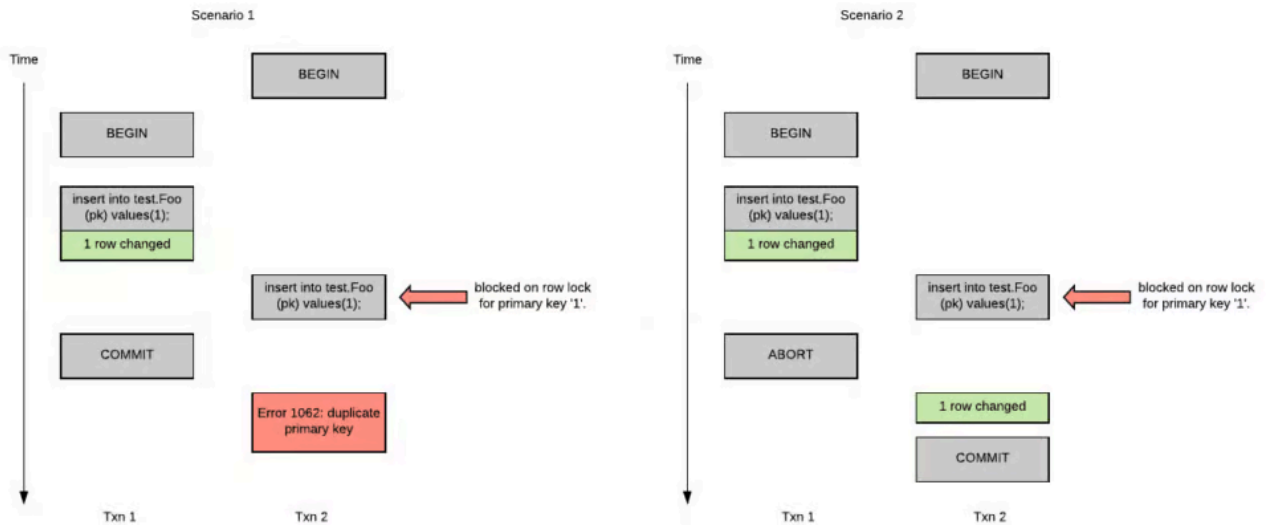 Scenario 1
Time
BEGIN
BEGIN
insert into test.Foo
(pk) values(1);
1 row changed
insert into test.Foo
(pk) values(1);
blocked on row lock
for primary key '1'.
COMMIT
Error 1062: duplicate
primary key
Txn 1
Txn 2
Scenario 2
Time
BEGIN
BEGIN
insert into test.Foo
(pk) values(1);
1 row changed
insert into test.Foo
(pk) values(1);
blocked on row lock
for primary key '1'.
ABORT
1 row changed
COMMIT
Txn 1
Txn 2